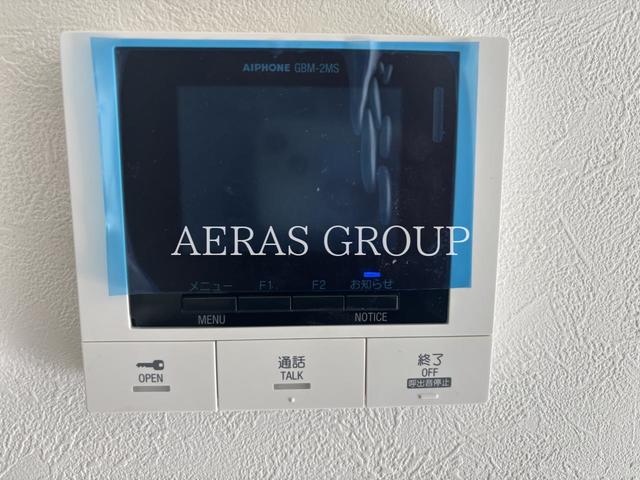 AIPHONE GBM-2MS
AERAS GROUP
メニュー F1 F2 お知らせ
MENU NOTICE
OPEN
通話
TALK
終了
OFF
呼出音停止